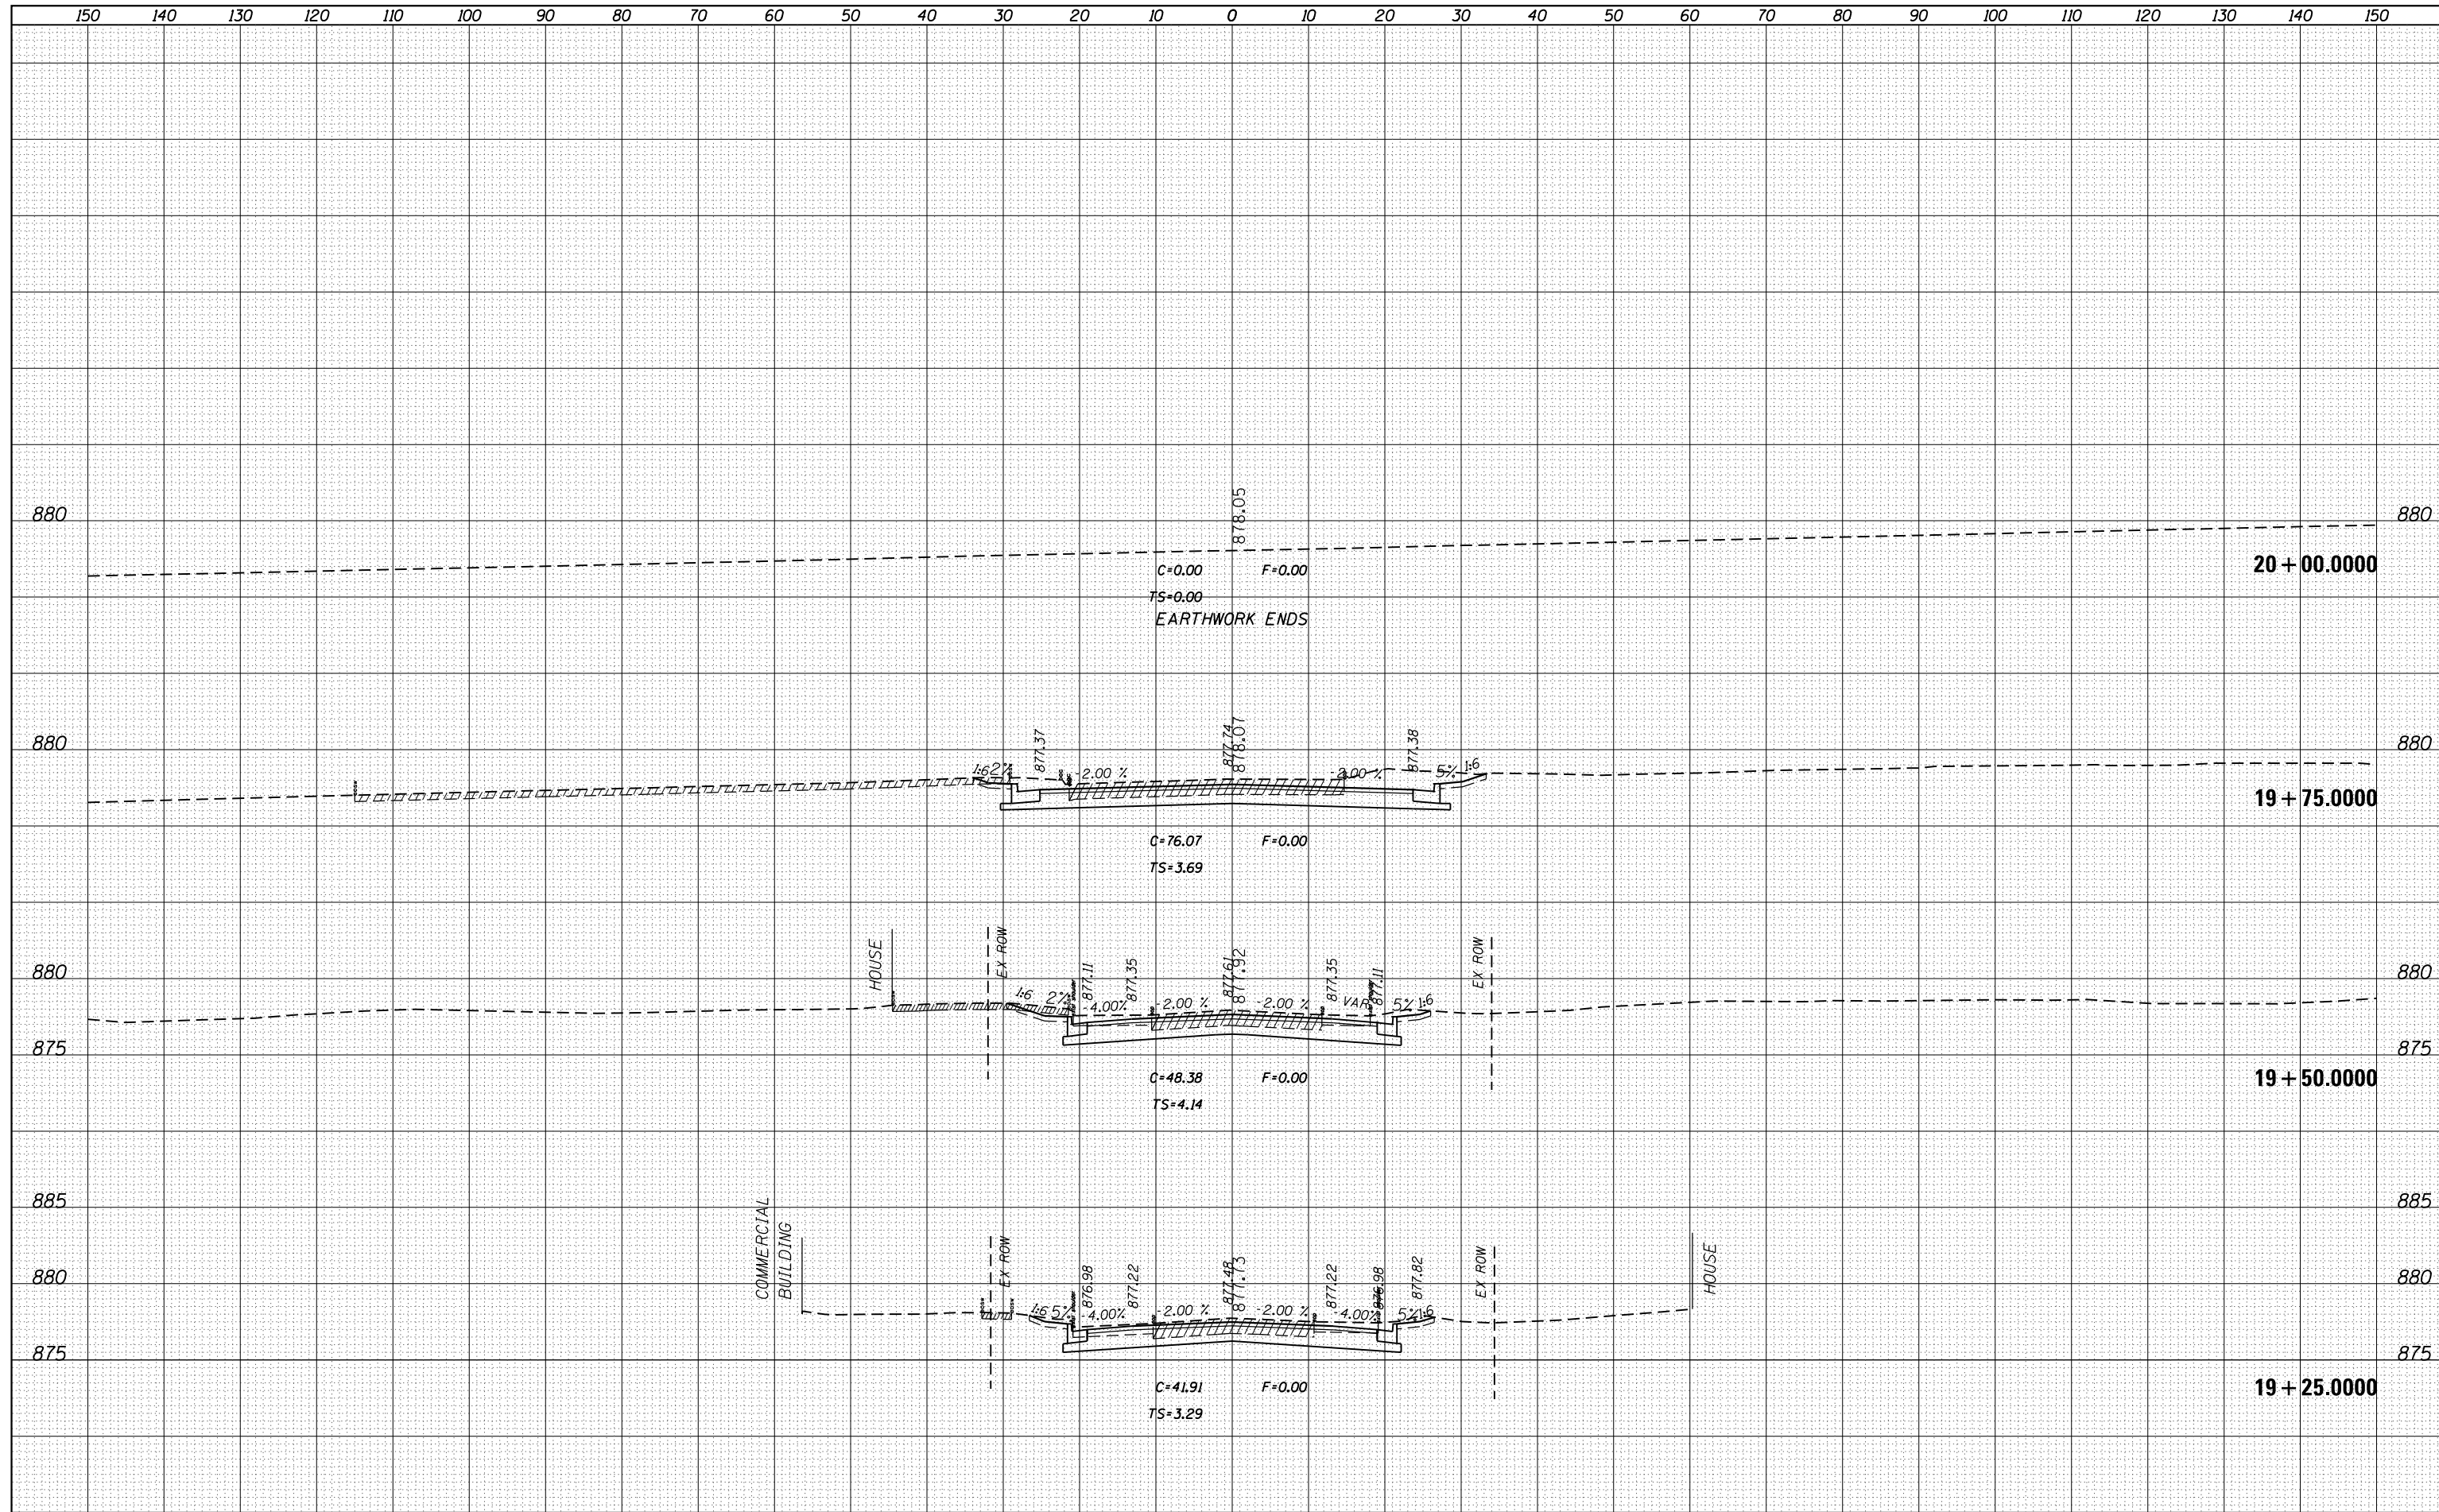 150 140 130 120 110 100 90 80 70 60 50 40 30 20 10 0 10 20 30 40 50 60 70 80 90 100 110 120 130 140 150
878.05
880 880
20+00.0000
C=0.00 F=0.00
TS=0.00
EARTHWORK ENDS
877.37 877.74 878.07 877.38
880 880
1:6 2% -2.00 % -2.00 % 5% 1:6
19+75.0000
C=76.07 F=0.00
TS=3.69
HOUSE EX ROW 877.11 877.35 877.61 877.92 877.35 877.11 EX ROW
880 880
1:6 2% -4.00% -2.00 % -2.00 % VAR. 5% 1:6
875 875
C=48.38 F=0.00
19+50.0000
TS=4.14
885 885
COMMERCIAL
BUILDING
EX ROW 876.98 877.22 877.48 877.73 877.22 876.98 877.82 EX ROW HOUSE
880 880
1:6 5% -4.00% -2.00 % -2.00 % -4.00% 5% 1:6
875 875
C=41.91 F=0.00
19+25.0000
TS=3.29